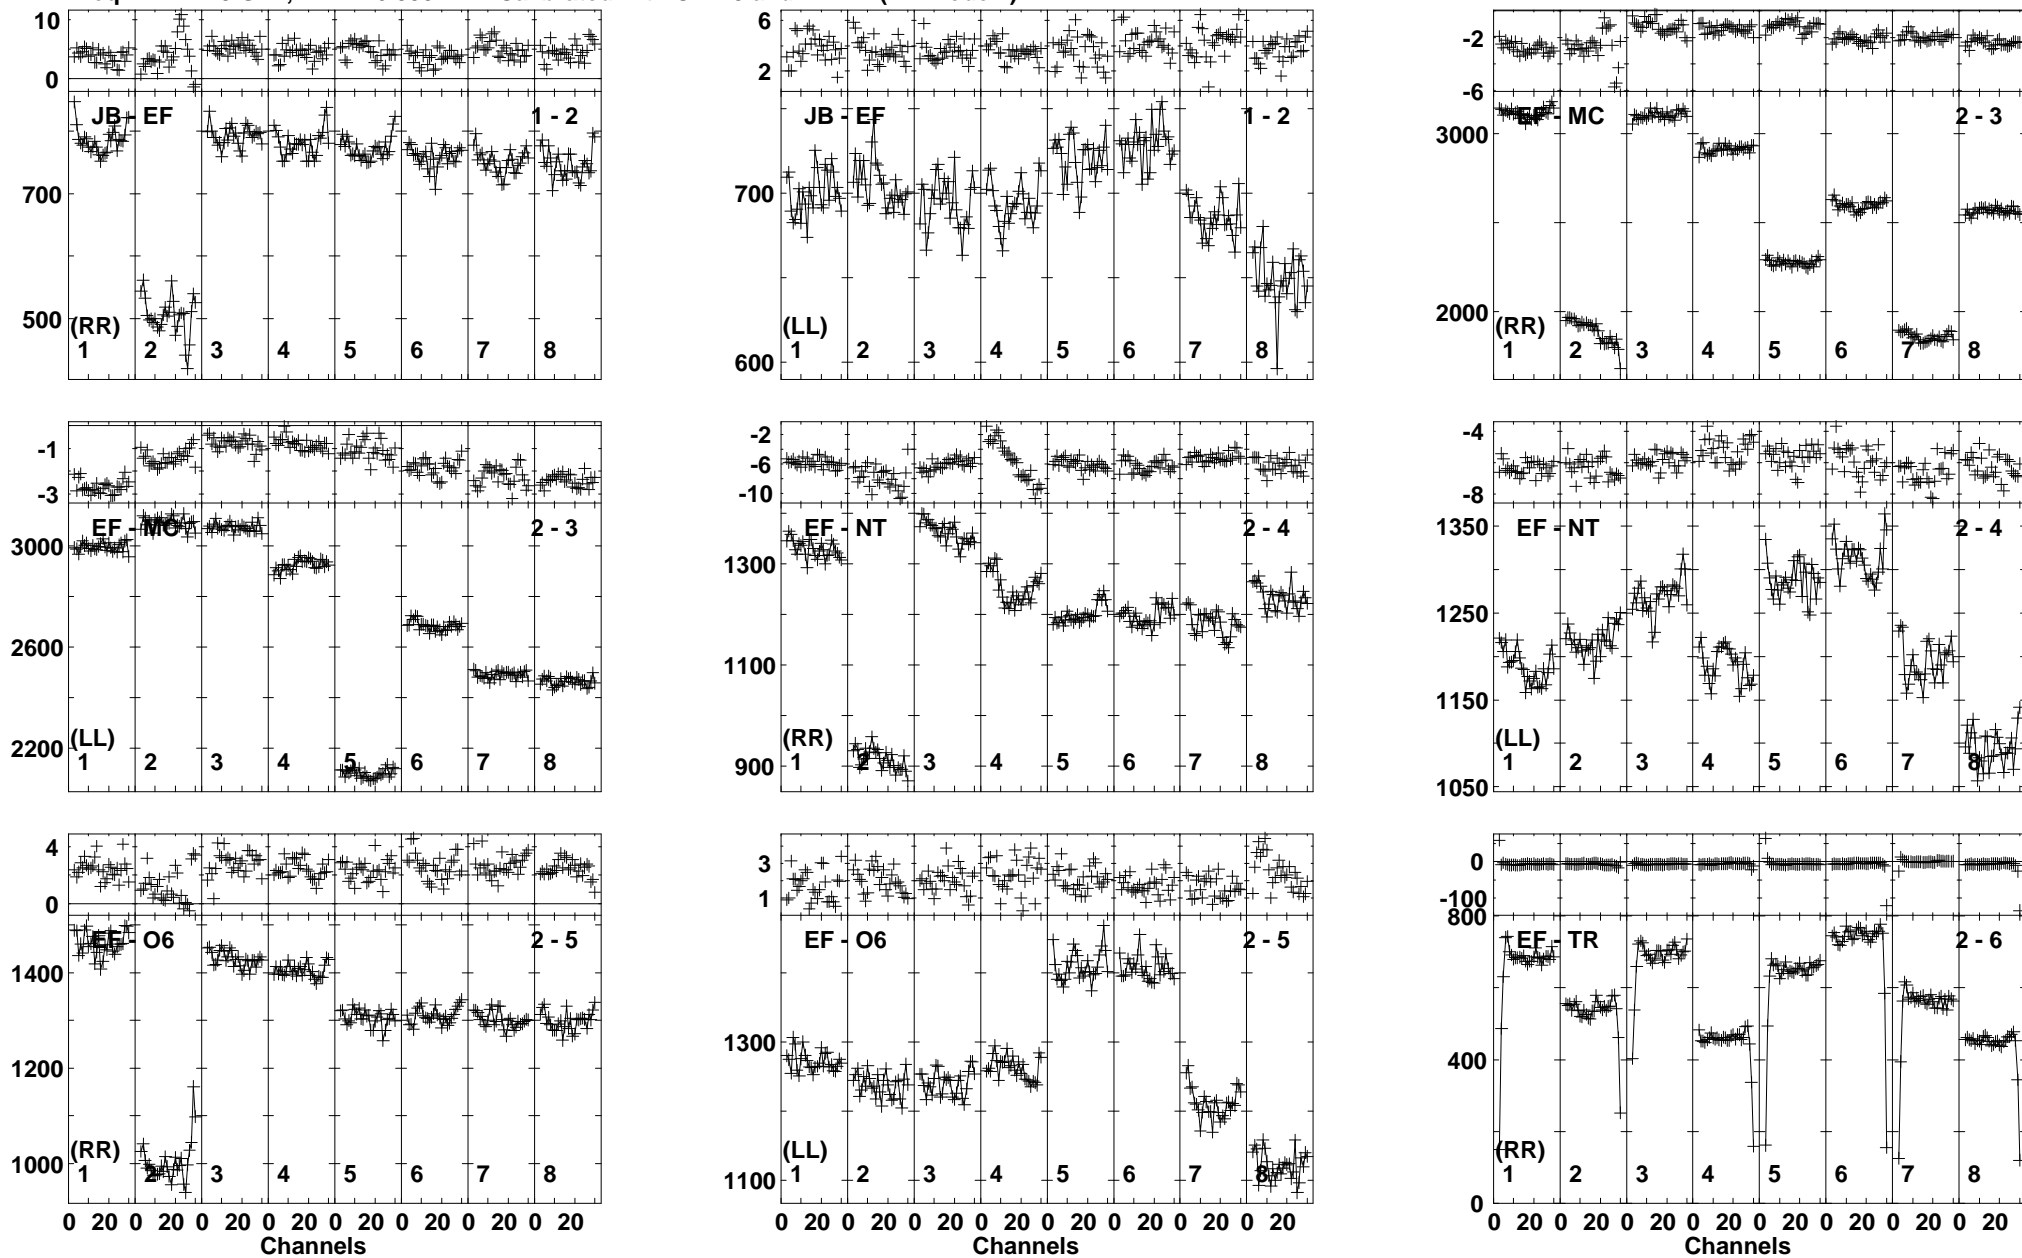 10
0
JB - EF 1 - 2
700
500
(RR)
1 2 3 4 5 6 7 8
6
2
JB - EF 1 - 2
700
600
(LL)
1 2 3 4 5 6 7 8
-2
-6
EF - MC 2 - 3
3000
2000
(RR)
1 2 3 4 5 6 7 8
-1
-3
EF - MC 2 - 3
3000
2600
2200
(LL)
1 2 3 4 5 6 7 8
-2
-6
-10
EF - NT 2 - 4
1300
1100
900
(RR)
1 2 3 4 5 6 7 8
-4
-8
EF - NT 2 - 4
1350
1250
1150
1050
(LL)
1 2 3 4 5 6 7 8
4
0
EF - O6 2 - 5
1400
1200
1000
(RR)
1 2 3 4 5 6 7 8
0 20 0 20 0 20 0 20 0 20 0 20 0 20 0 20
Channels
3
1
EF - O6 2 - 5
1300
1100
(LL)
1 2 3 4 5 6 7 8
0 20 0 20 0 20 0 20 0 20 0 20 0 20 0 20
Channels
0
-100
800
EF - TR 2 - 6
400
0
(RR)
1 2 3 4 5 6 7 8
0 20 0 20 0 20 0 20 0 20 0 20 0 20 0 20
Channels